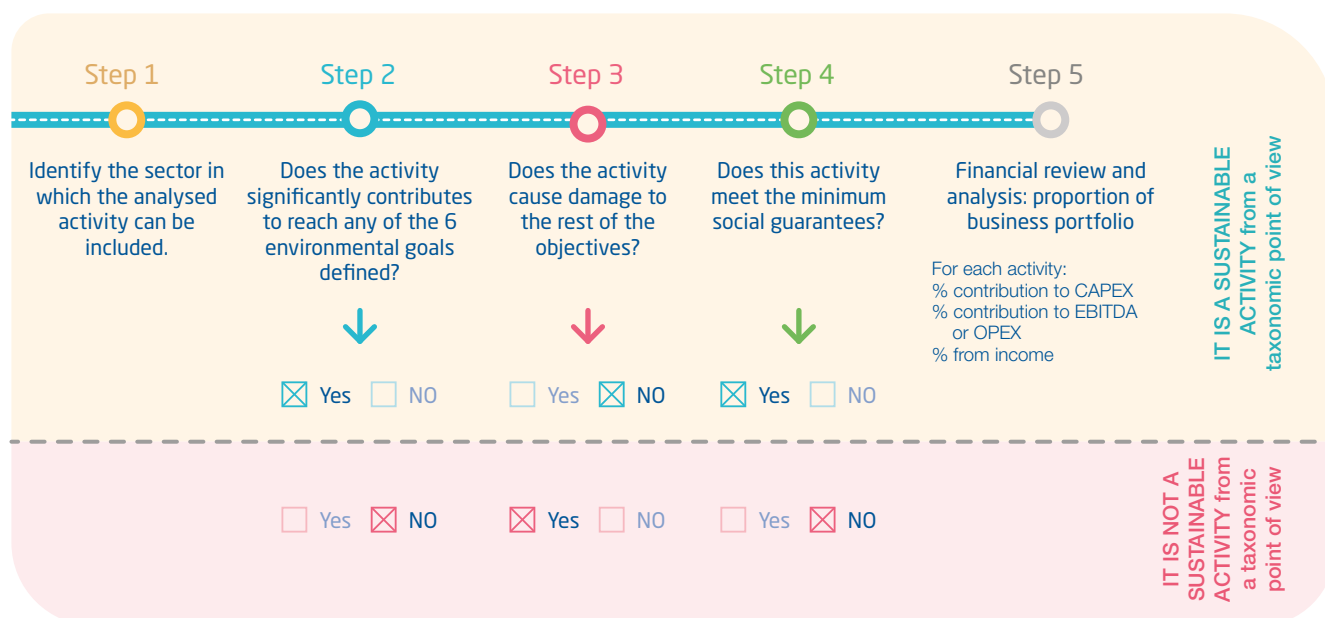 Step 1
Identify the sector in
which the analysed
activity can be
included.
Step 2
Does the activity
significantly contributes
to reach any of the 6
environmental goals
defined?
Yes NO
Step 3
Does the activity
cause damage to
the rest of the
objectives?
Yes NO
Step 4
Does this activity
meet the minimum
social guarantees?
Yes NO
Step 5
Financial review and
analysis: proportion of
business portfolio
For each activity:
% contribution to CAPEX
% contribution to EBITDA
or OPEX
% from income
IT IS A SUSTAINABLE
ACTIVITY from a
taxonomic point of view
Yes NO
Yes NO
Yes NO
IT IS NOT A
SUSTAINABLE
ACTIVITY from
a taxonomic
point of view